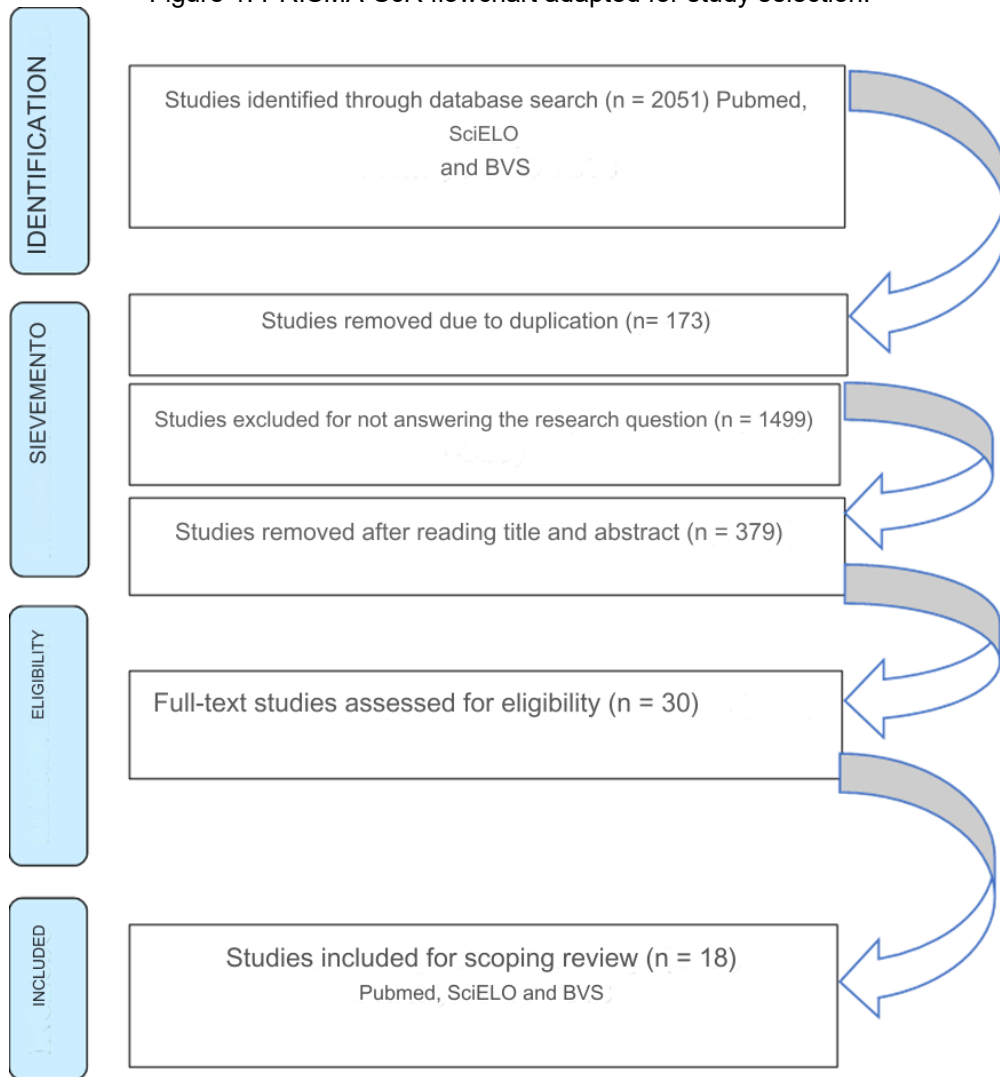 IDENTIFICATION
Studies identified through database search (n = 2051) Pubmed,
SciELO
and BVS
SIEVEMENTO
Studies removed due to duplication (n= 173)
Studies excluded for not answering the research question (n = 1499)
Studies removed after reading title and abstract (n = 379)
ELIGIBILITY
Full-text studies assessed for eligibility (n = 30)
INCLUDED
Studies included for scoping review (n = 18)
Pubmed, SciELO and BVS